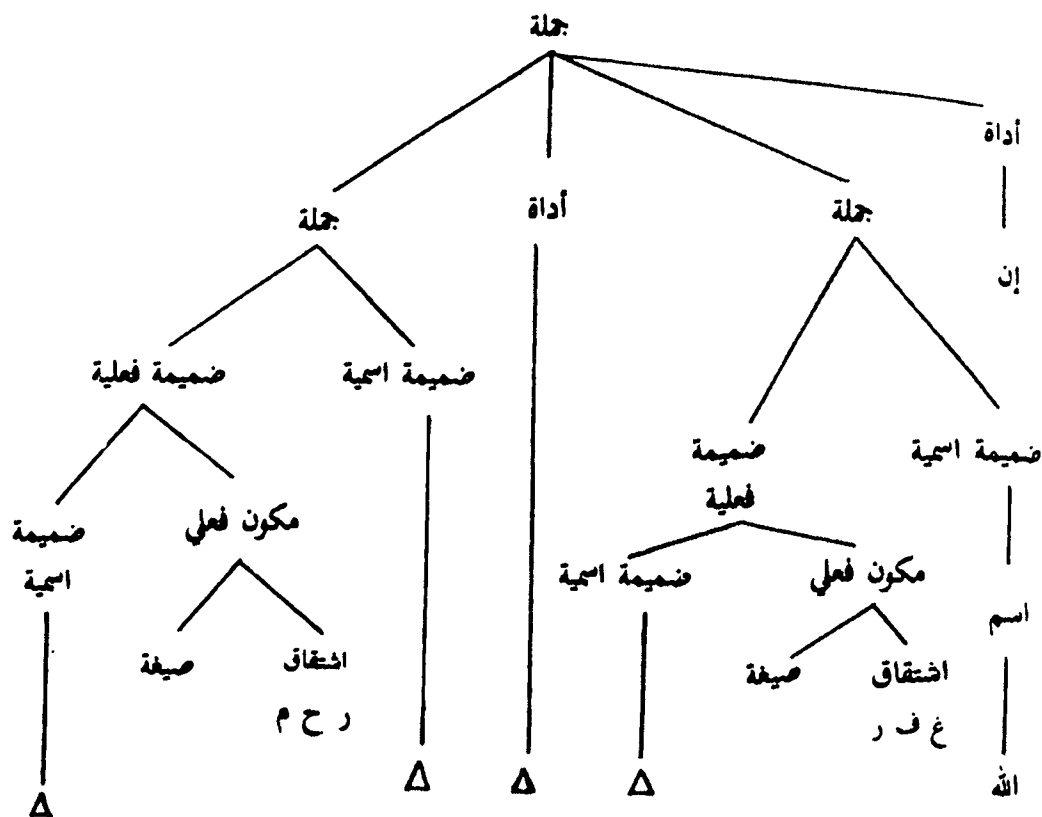 جملة
أداة
جملة
أداة
جملة
إن
ضميمة اسمية
ضميمة فعلية
ضميمة اسمية
ضميمة
فعلية
مكون فعلي
ضميمة
اسمية
مكون فعلي
ضميمة اسمية
اسم
اشتقاق
صيغة
اشتقاق
صيغة
غ ف ر
ر ح م
الله
Δ
Δ
Δ
Δ